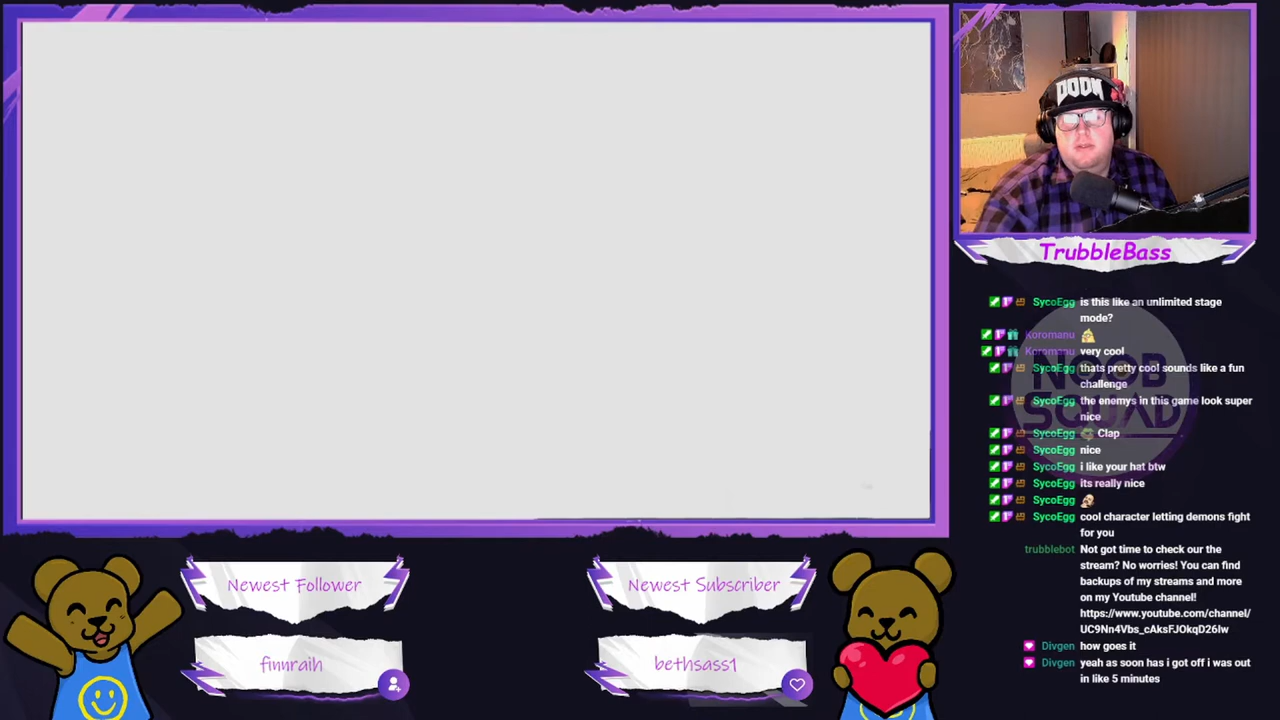 DOOM
TrubbleBass
SycoEgg is this like an unlimited stage
mode?
Koromanu
Koromanu very cool
SycoEgg thats pretty cool sounds like a fun
challenge
SycoEgg the enemys in this game look super
nice
SycoEgg Clap
SycoEgg nice
SycoEgg i like your hat btw
SycoEgg its really nice
SycoEgg
SycoEgg cool character letting demons fight
for you
trubblebot Not got time to check our the
stream? No worries! You can find
backups of my streams and more
on my Youtube channel!
https://www.youtube.com/channel/
UC9Nn4Vbs_cAksFJOkqD26Iw
Divgen how goes it
Divgen yeah as soon has i got off i was out
in like 5 minutes
NOOB
SQUAD
Newest Follower
finnraih
Newest Subscriber
bethsass1